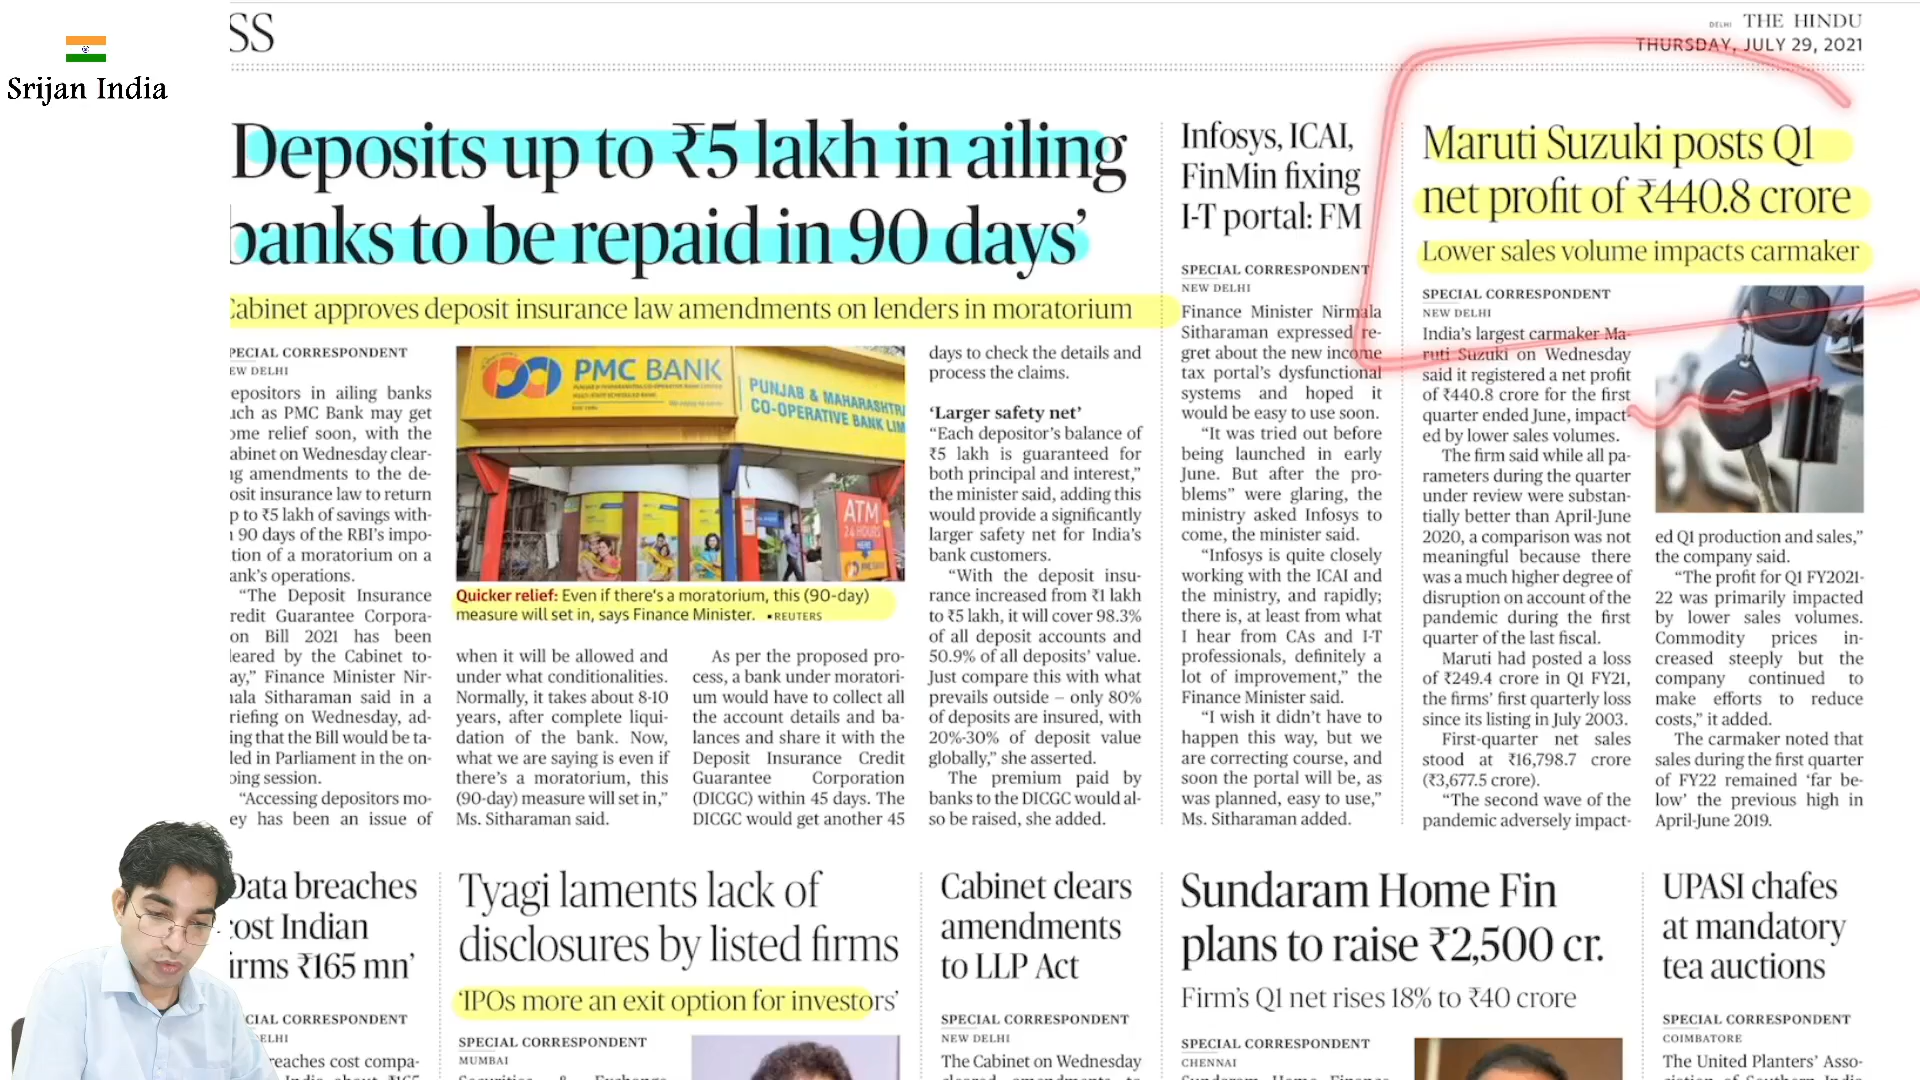 Srijan India
SS
DELHI THE HINDU
THURSDAY, JULY 29, 2021
Deposits up to ₹5 lakh in ailing
banks to be repaid in 90 days’
Cabinet approves deposit insurance law amendments on lenders in moratorium
PECIAL CORRESPONDENT
EW DELHI
epositors in ailing banks
uch as PMC Bank may get
ome relief soon, with the
abinet on Wednesday clear-
ng amendments to the de-
osit insurance law to return
p to ₹5 lakh of savings with-
n 90 days of the RBI’s impo-
tion of a moratorium on a
ank’s operations.
“The Deposit Insurance
redit Guarantee Corpora-
on Bill 2021 has been
leared by the Cabinet to-
ay,” Finance Minister Nir-
nala Sitharaman said in a
riefing on Wednesday, ad-
ing that the Bill would be ta-
led in Parliament in the on-
oing session.
“Accessing depositors mo-
ey has been an issue of
PMC BANK
PUNJAB & MAHARASHTRA
CO-OPERATIVE BANK LIM
ATM
24 HOURS
HERE
Quicker relief: Even if there’s a moratorium, this (90-day)
measure will set in, says Finance Minister. ▪REUTERS
when it will be allowed and
under what conditionalities.
Normally, it takes about 8-10
years, after complete liqui-
dation of the bank. Now,
what we are saying is even if
there’s a moratorium, this
(90-day) measure will set in,”
Ms. Sitharaman said.
As per the proposed pro-
cess, a bank under moratori-
um would have to collect all
the account details and ba-
lances and share it with the
Deposit Insurance Credit
Guarantee Corporation
(DICGC) within 45 days. The
DICGC would get another 45
days to check the details and
process the claims.
‘Larger safety net’
“Each depositor’s balance of
₹5 lakh is guaranteed for
both principal and interest,”
the minister said, adding this
would provide a significantly
larger safety net for India’s
bank customers.
“With the deposit insu-
rance increased from ₹1 lakh
to ₹5 lakh, it will cover 98.3%
of all deposit accounts and
50.9% of all deposits’ value.
Just compare this with what
prevails outside – only 80%
of deposits are insured, with
20%-30% of deposit value
globally,” she asserted.
The premium paid by
banks to the DICGC would al-
so be raised, she added.
Infosys, ICAI,
FinMin fixing
I-T portal: FM
SPECIAL CORRESPONDENT
NEW DELHI
Finance Minister Nirmala
Sitharaman expressed re-
gret about the new income
tax portal’s dysfunctional
systems and hoped it
would be easy to use soon.
“It was tried out before
being launched in early
June. But after the pro-
blems” were glaring, the
ministry asked Infosys to
come, the minister said.
“Infosys is quite closely
working with the ICAI and
the ministry, and rapidly;
there is, at least from what
I hear from CAs and I-T
professionals, definitely a
lot of improvement,” the
Finance Minister said.
“I wish it didn’t have to
happen this way, but we
are correcting course, and
soon the portal will be, as
was planned, easy to use,”
Ms. Sitharaman added.
Maruti Suzuki posts Q1
net profit of ₹440.8 crore
Lower sales volume impacts carmaker
SPECIAL CORRESPONDENT
NEW DELHI
India’s largest carmaker Ma-
ruti Suzuki on Wednesday
said it registered a net profit
of ₹440.8 crore for the first
quarter ended June, impact-
ed by lower sales volumes.
The firm said while all pa-
rameters during the quarter
under review were substan-
tially better than April-June
2020, a comparison was not
meaningful because there
was a much higher degree of
disruption on account of the
pandemic during the first
quarter of the last fiscal.
Maruti had posted a loss
of ₹249.4 crore in Q1 FY21,
the firms’ first quarterly loss
since its listing in July 2003.
First-quarter net sales
stood at ₹16,798.7 crore
(₹3,677.5 crore).
“The second wave of the
pandemic adversely impact-
ed Q1 production and sales,”
the company said.
“The profit for Q1 FY2021-
22 was primarily impacted
by lower sales volumes.
Commodity prices in-
creased steeply but the
company continued to
make efforts to reduce
costs,” it added.
The carmaker noted that
sales during the first quarter
of FY22 remained ‘far be-
low’ the previous high in
April-June 2019.
Data breaches
cost Indian
irms ₹165 mn’
CIAL CORRESPONDENT
ELHI
reaches cost compa-
Tyagi laments lack of
disclosures by listed firms
‘IPOs more an exit option for investors’
SPECIAL CORRESPONDENT
MUMBAI
Cabinet clears
amendments
to LLP Act
SPECIAL CORRESPONDENT
NEW DELHI
The Cabinet on Wednesday
Sundaram Home Fin
plans to raise ₹2,500 cr.
Firm’s Q1 net rises 18% to ₹40 crore
SPECIAL CORRESPONDENT
CHENNAI
UPASI chafes
at mandatory
tea auctions
SPECIAL CORRESPONDENT
COIMBATORE
The United Planters’ Asso-